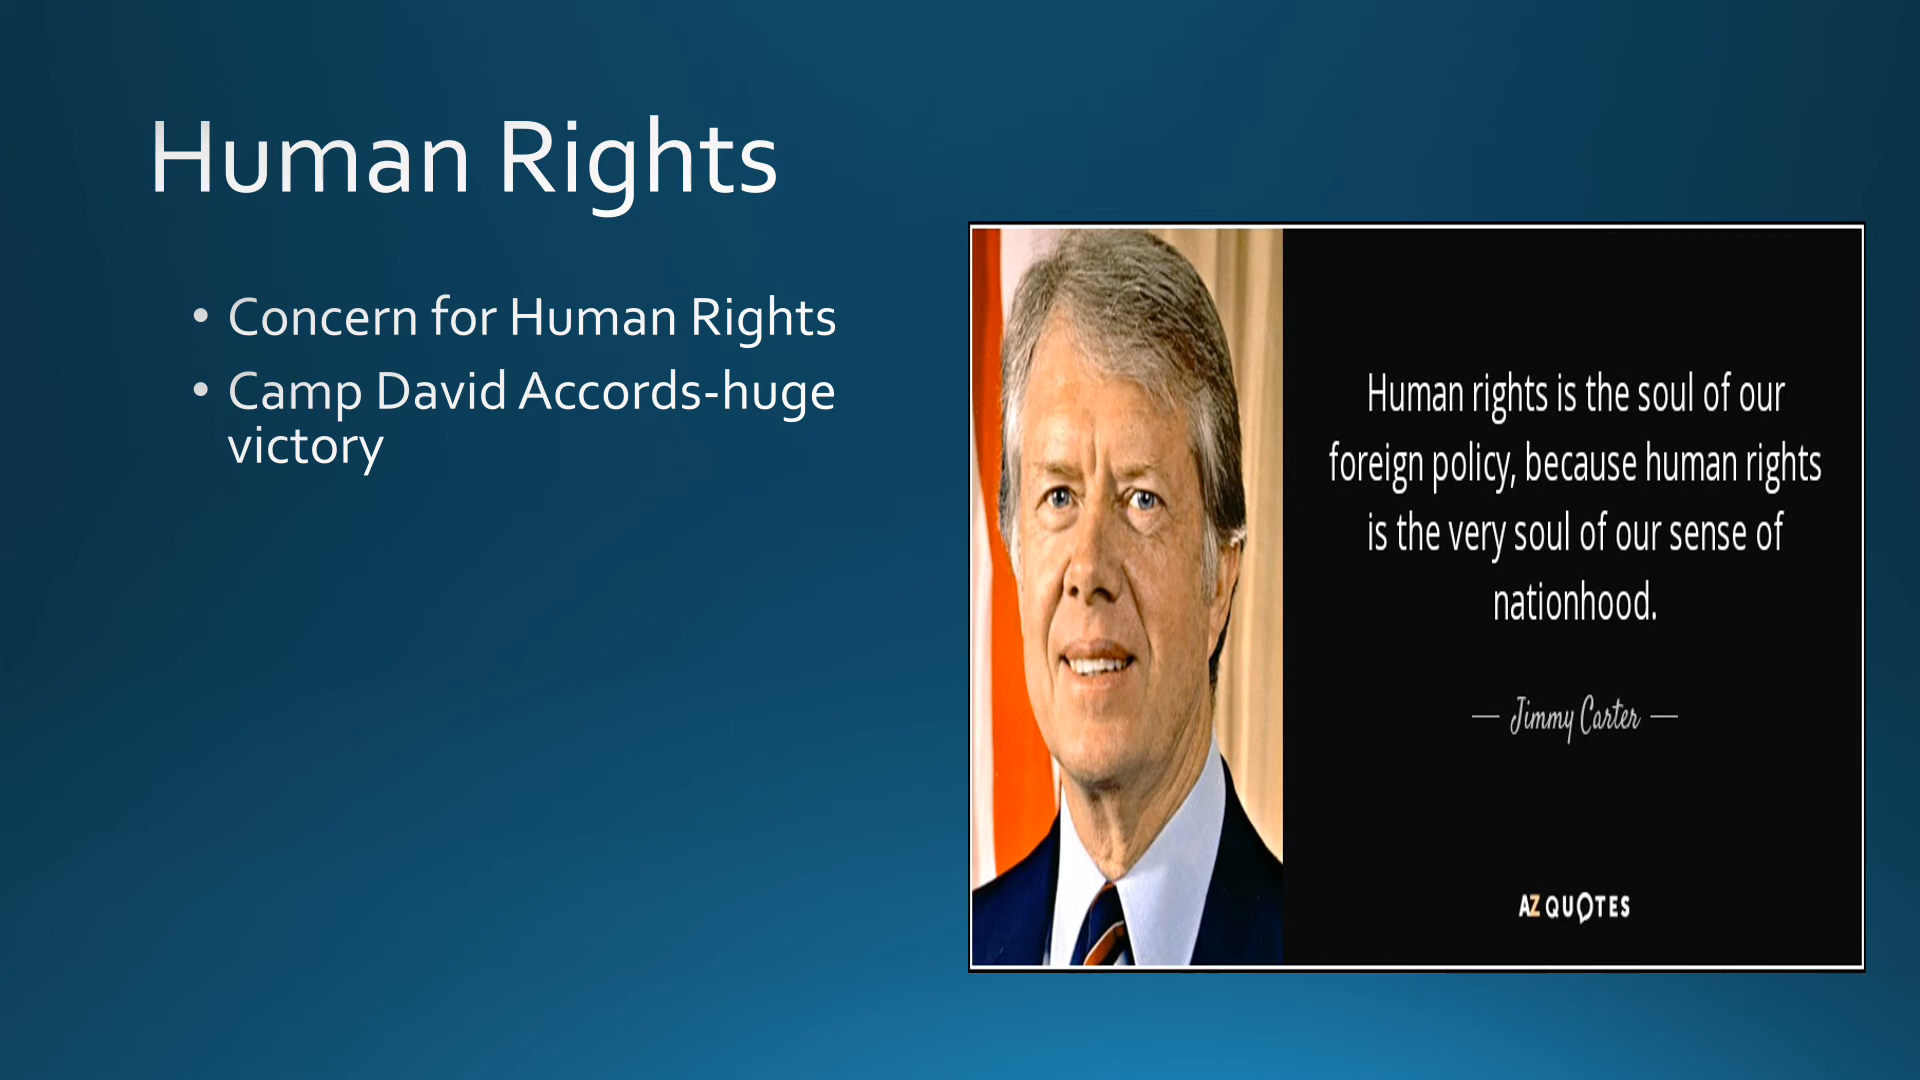 Human Rights
• Concern for Human Rights
• Camp David Accords-huge
victory
Human rights is the soul of our
foreign policy, because human rights
is the very soul of our sense of
nationhood.
— Jimmy Carter —
AZ QUOTES